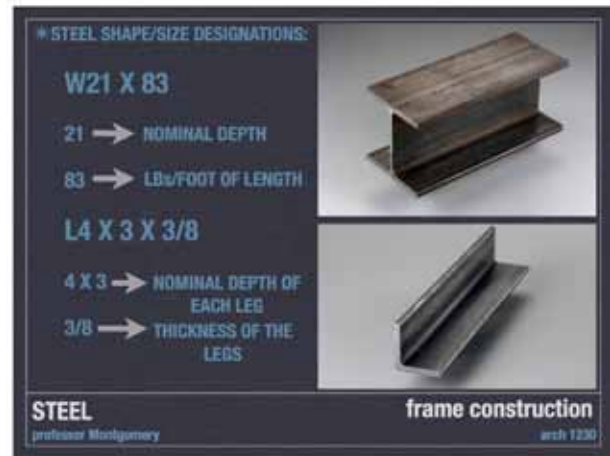 * STEEL SHAPE/SIZE DESIGNATIONS:
W21 X 83
21 → NOMINAL DEPTH
83 → LBs/FOOT OF LENGTH
L4 X 3 X 3/8
4 X 3 → NOMINAL DEPTH OF
EACH LEG
3/8 → THICKNESS OF THE
LEGS
STEEL
frame construction
professor Montgomery
arch 1230